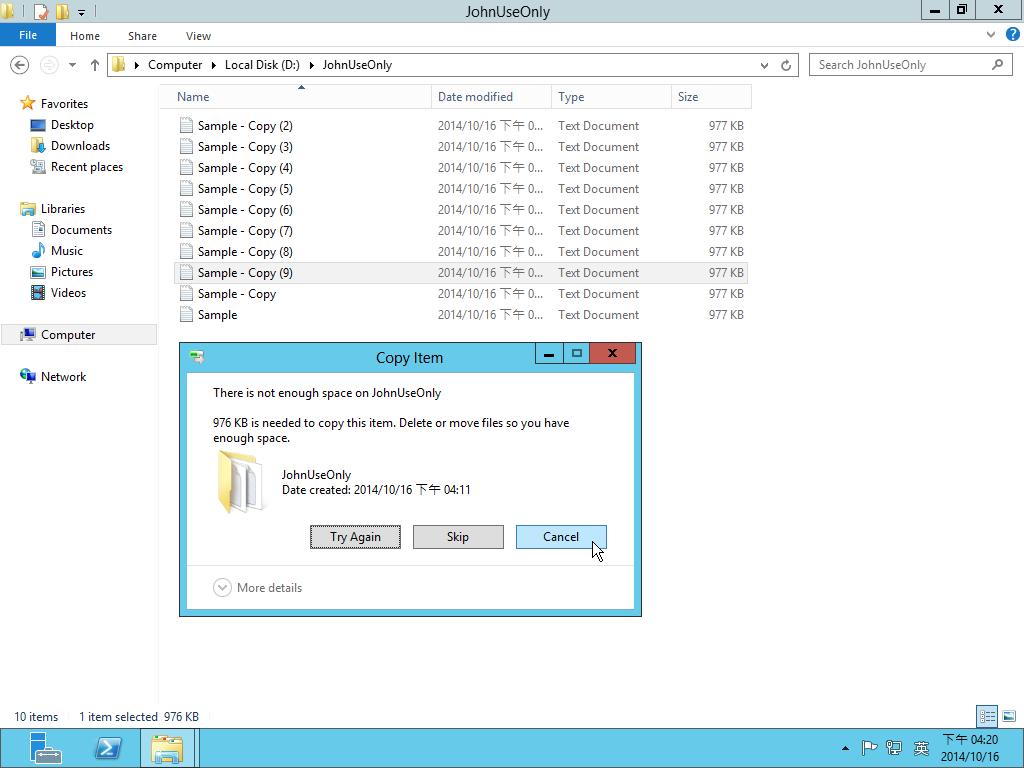 JohnUseOnly
File Home Share View
Computer Local Disk (D:) JohnUseOnly Search JohnUseOnly
Name Date modified Type Size
Favorites
Desktop
Downloads
Recent places
Libraries
Documents
Music
Pictures
Videos
Computer
Network
Sample - Copy (2) 2014/10/16 下午 0... Text Document 977 KB
Sample - Copy (3) 2014/10/16 下午 0... Text Document 977 KB
Sample - Copy (4) 2014/10/16 下午 0... Text Document 977 KB
Sample - Copy (5) 2014/10/16 下午 0... Text Document 977 KB
Sample - Copy (6) 2014/10/16 下午 0... Text Document 977 KB
Sample - Copy (7) 2014/10/16 下午 0... Text Document 977 KB
Sample - Copy (8) 2014/10/16 下午 0... Text Document 977 KB
Sample - Copy (9) 2014/10/16 下午 0... Text Document 977 KB
Sample - Copy 2014/10/16 下午 0... Text Document 977 KB
Sample 2014/10/16 下午 0... Text Document 977 KB
Copy Item
There is not enough space on JohnUseOnly
976 KB is needed to copy this item. Delete or move files so you have
enough space.
JohnUseOnly
Date created: 2014/10/16 下午 04:11
Try Again Skip Cancel
More details
10 items 1 item selected 976 KB
英 下午 04:20
2014/10/16